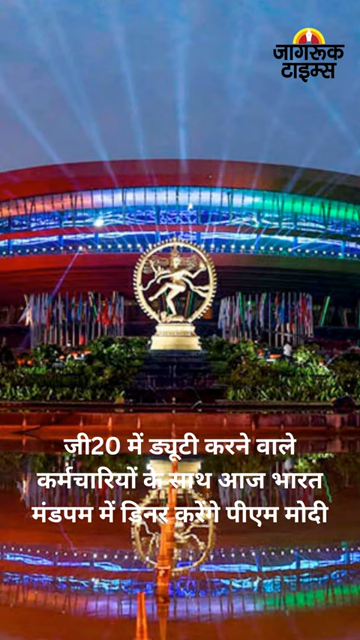 जागरूक
टाइम्स
जी20 में ड्यूटी करने वाले
कर्मचारियों के साथ आज भारत
मंडपम में डिनर करेंगे पीएम मोदी